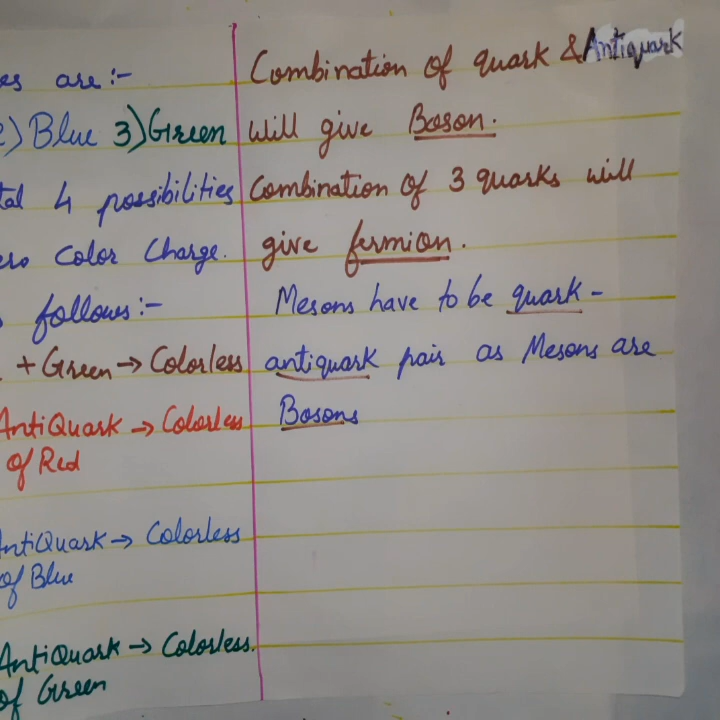 es are:-
2) Blue 3) Green
tal 4 possibilities
ero Color Charge.
s follows:-
+ Green → Colorless
AntiQuark → Colorless
of Red
AntiQuark → Colorless
of Blue
AntiQuark → Colorless.
of Green
Combination of quark & Antiquark
will give Boson.
Combination of 3 quarks will
give fermion.
Mesons have to be quark -
antiquark pair as Mesons are
Bosons